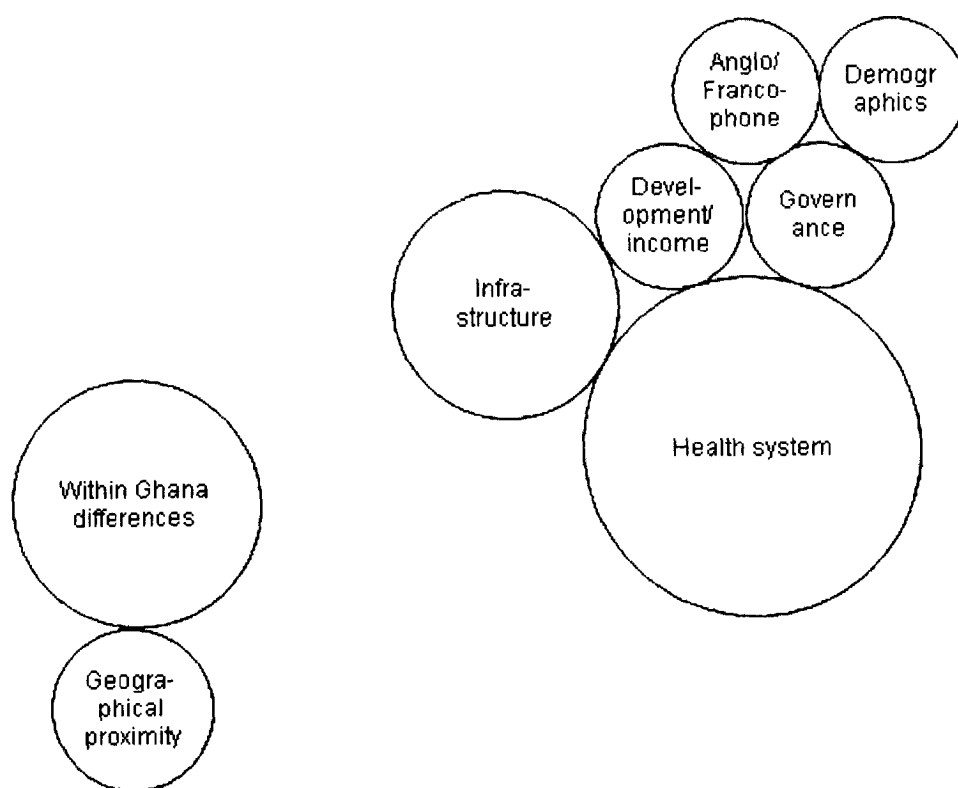 Anglo/
Franco-
phone
Demogr
aphics
Devel-
opment/
income
Govern
ance
Infra-
structure
Health system
Within Ghana
differences
Geogra-
phical
proximity